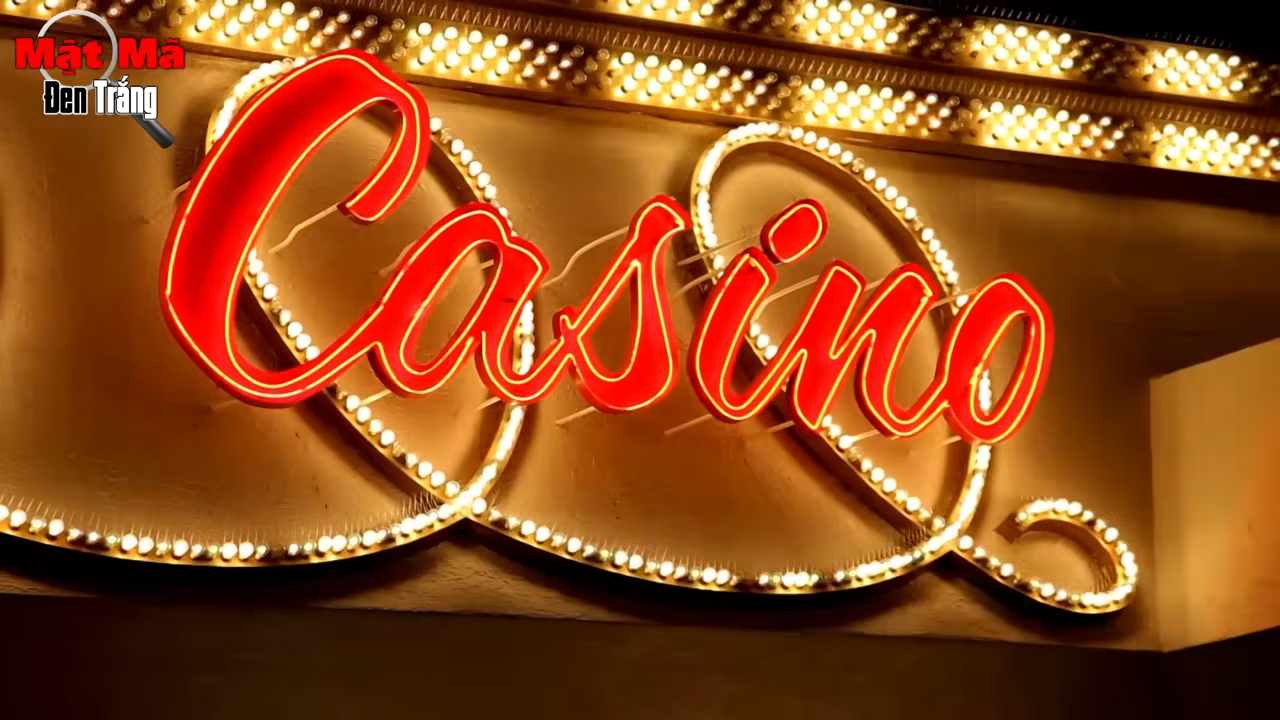 Mật Mã
Đen Trắng
Casino